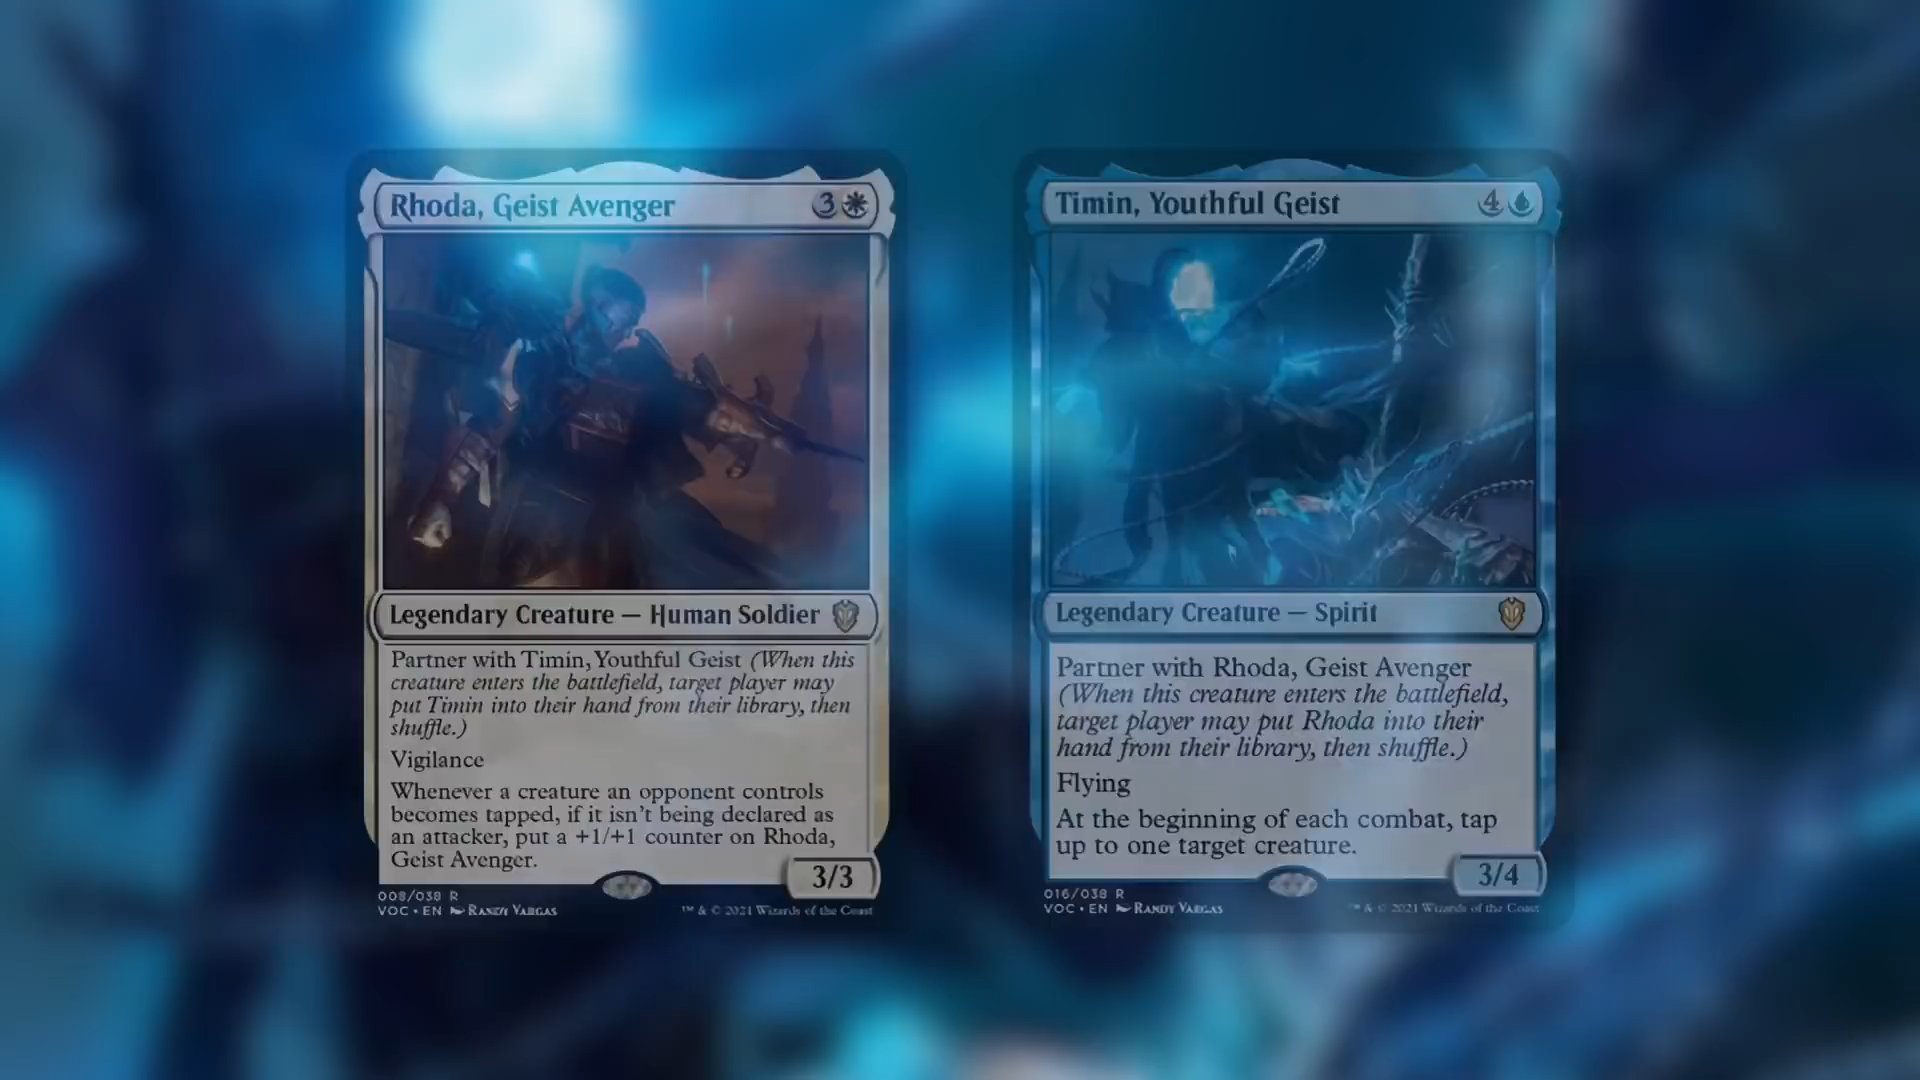 Rhoda, Geist Avenger 3
Legendary Creature — Human Soldier
Partner with Timin, Youthful Geist (When this
creature enters the battlefield, target player may
put Timin into their hand from their library, then
shuffle.)
Vigilance
Whenever a creature an opponent controls
becomes tapped, if it isn't being declared as
an attacker, put a +1/+1 counter on Rhoda,
Geist Avenger.
3/3
008/038 R
VOC • EN Randy Vargas
™ & © 2021 Wizards of the Coast
Timin, Youthful Geist 4
Legendary Creature — Spirit
Partner with Rhoda, Geist Avenger
(When this creature enters the battlefield,
target player may put Rhoda into their
hand from their library, then shuffle.)
Flying
At the beginning of each combat, tap
up to one target creature.
3/4
016/038 R
VOC • EN Randy Vargas
™ & © 2021 Wizards of the Coast